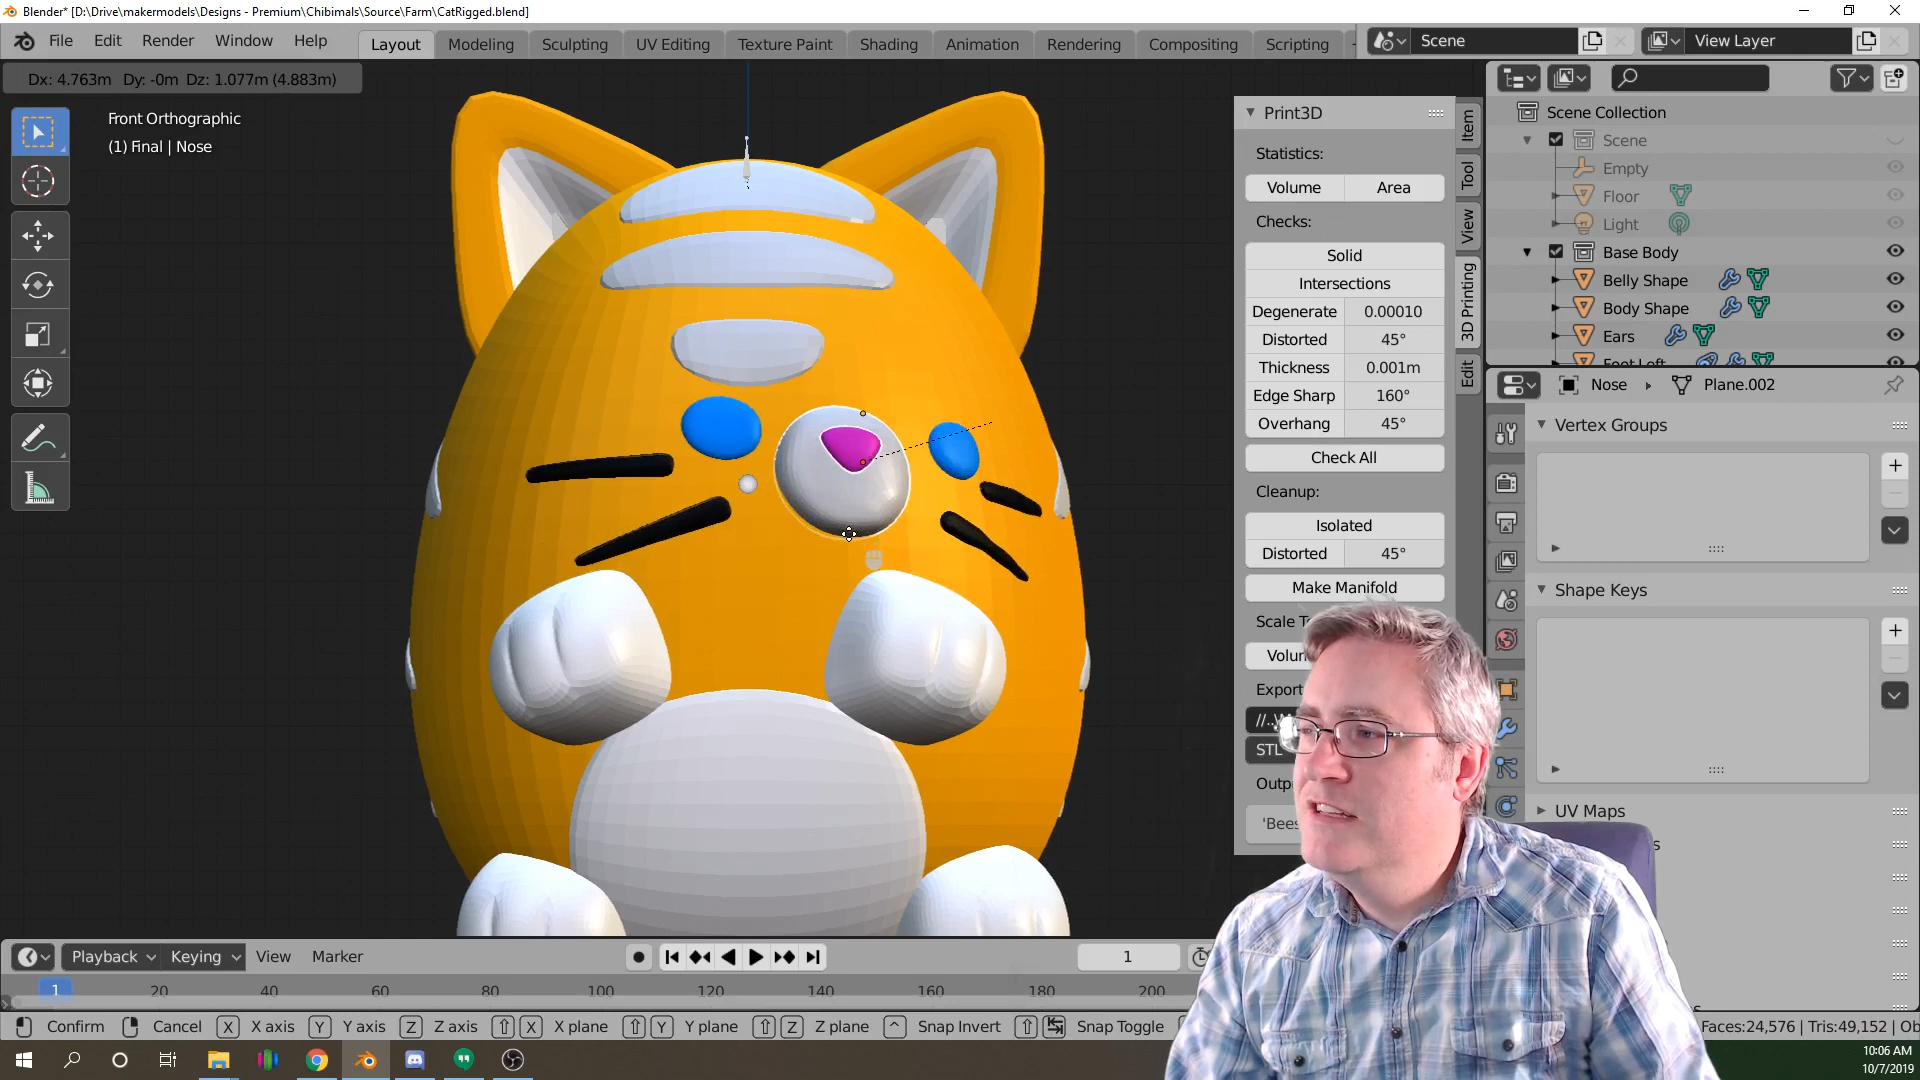 Blender* [D:\Drive\makermodels\Designs - Premium\Chibimals\Source\Farm\CatRigged.blend]
File Edit Render Window Help Layout Modeling Sculpting UV Editing Texture Paint Shading Animation Rendering Compositing Scripting Scene View Layer
Dx: 4.763m Dy: -0m Dz: 1.077m (4.883m)
Front Orthographic
(1) Final | Nose
Print3D
Statistics:
Volume Area
Checks:
Solid
Intersections
Degenerate 0.00010
Distorted 45°
Thickness 0.001m
Edge Sharp 160°
Overhang 45°
Check All
Cleanup:
Isolated
Distorted 45°
Make Manifold
Scale
Export
STL
'Bees
Item
Tool
View
3D Printing
Edit
Scene Collection
Scene
Empty
Floor
Light
Base Body
Belly Shape
Body Shape
Ears
Foot Left
Nose Plane.002
Vertex Groups
Shape Keys
UV Maps
Playback Keying View Marker 1
1 20 40 60 80 100 120 140 160 180 200
Confirm Cancel X X axis Y Y axis Z Z axis X X plane Y Y plane Z Z plane ^ Snap Invert Snap Toggle
Faces:24,576 | Tris:49,152 | Ob
10:06 AM
10/7/2019